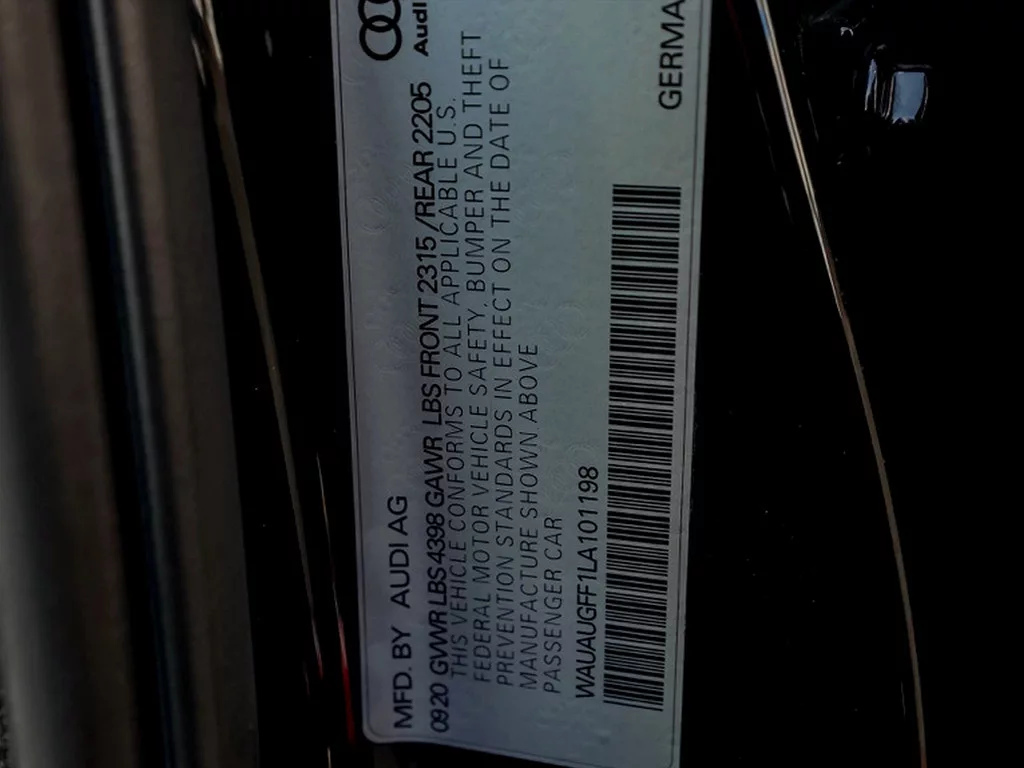 Audi
MFD. BY AUDI AG
0920 GWVR LBS 4398 GAWR LBS FRONT 2315 / REAR 2205
THIS VEHICLE CONFORMS TO ALL APPLICABLE U.S.
FEDERAL MOTOR VEHICLE SAFETY, BUMPER AND THEFT
PREVENTION STANDARDS IN EFFECT ON THE DATE OF
MANUFACTURE SHOWN ABOVE
PASSENGER CAR
WAUAUGFF1LA101198
GERMA